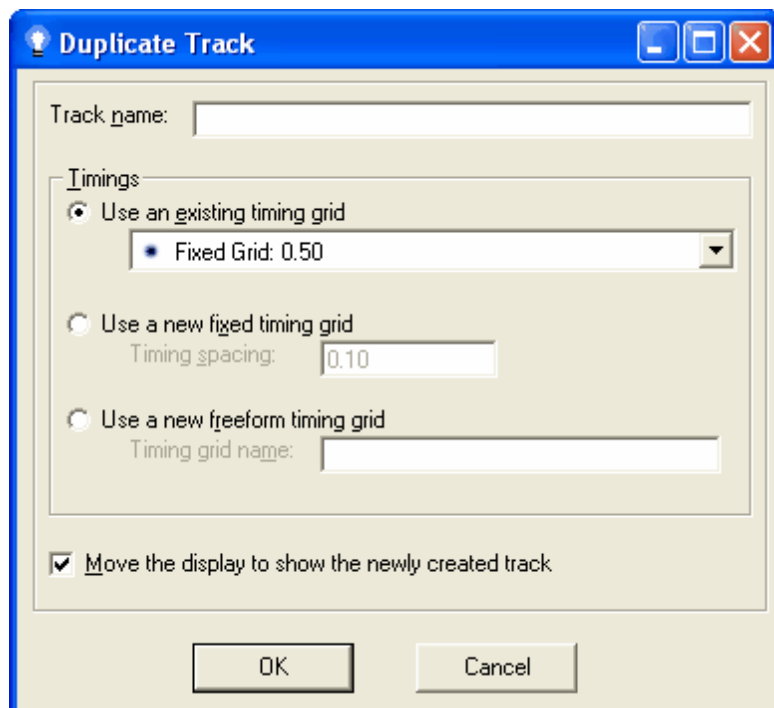 Duplicate Track
Track name:
Timings
Use an existing timing grid
Fixed Grid: 0.50
Use a new fixed timing grid
Timing spacing: 0.10
Use a new freeform timing grid
Timing grid name:
Move the display to show the newly created track
OK Cancel